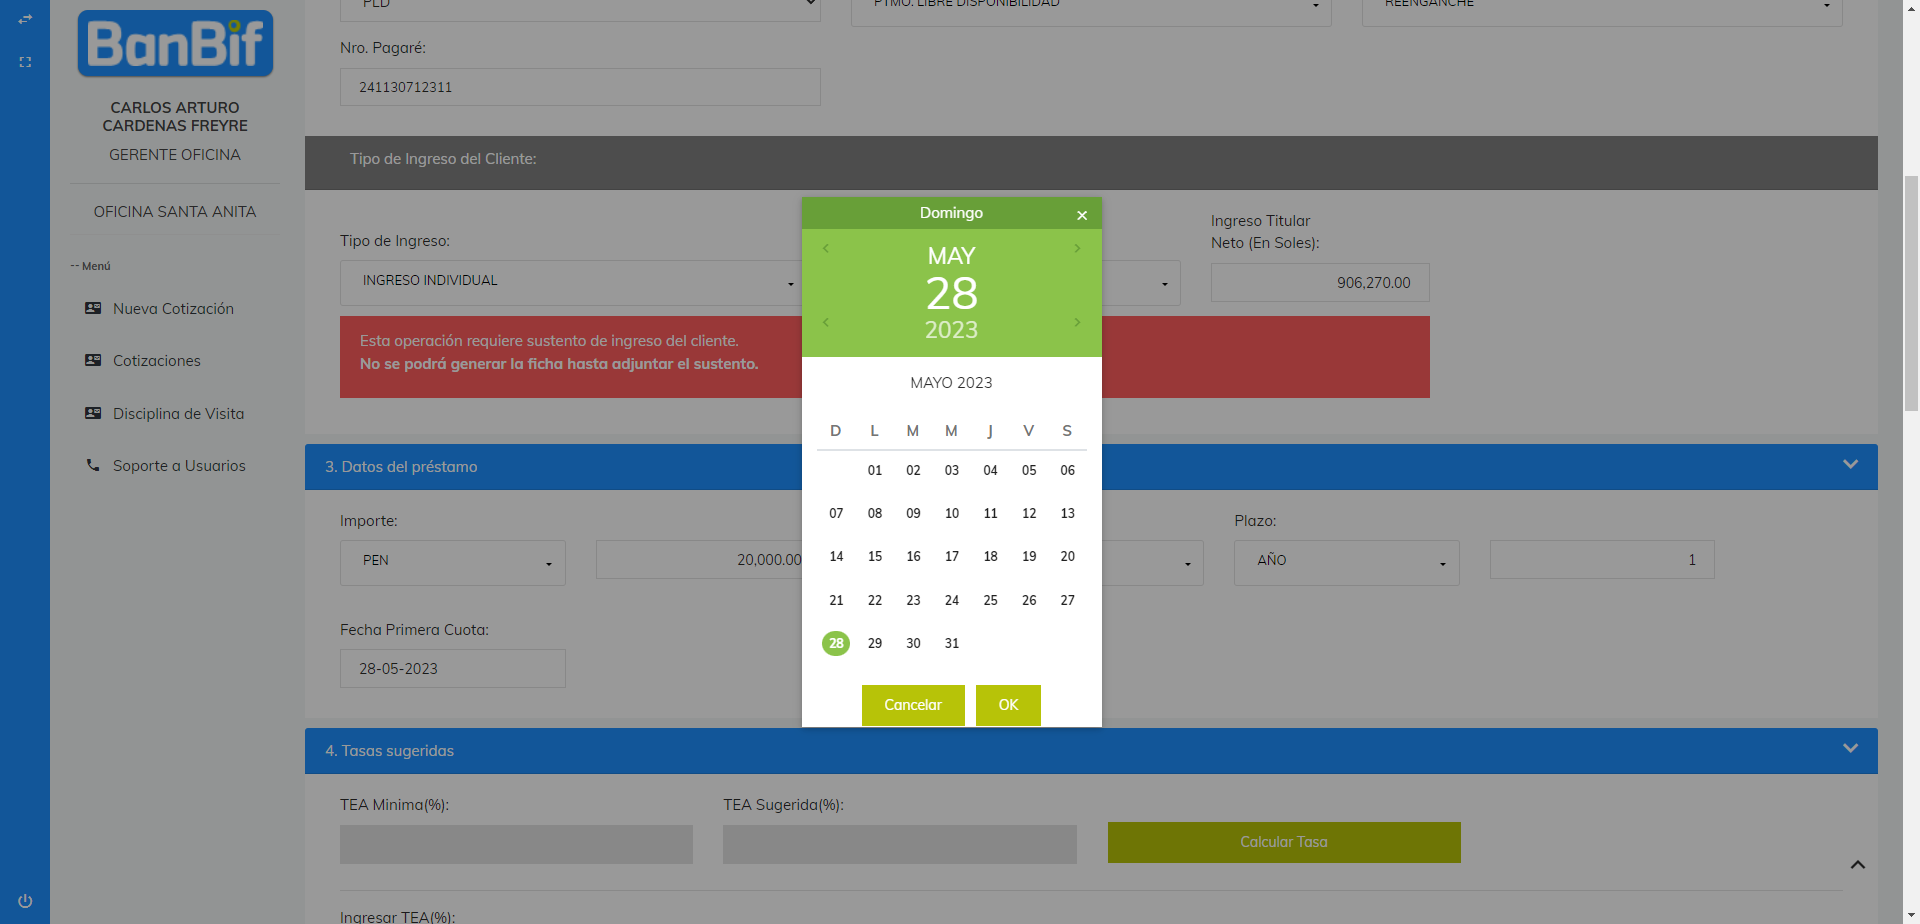 BanBif
CARLOS ARTURO
CARDENAS FREYRE
GERENTE OFICINA
OFICINA SANTA ANITA
-- Menú
Nueva Cotización
Cotizaciones
Disciplina de Visita
Soporte a Usuarios
PLD
PTMO. LIBRE DISPONIBILIDAD
REENGANCHE
Nro. Pagaré:
241130712311
Tipo de Ingreso del Cliente:
Tipo de Ingreso:
INGRESO INDIVIDUAL
Ingreso Titular
Neto (En Soles):
906,270.00
Esta operación requiere sustento de ingreso del cliente.
No se podrá generar la ficha hasta adjuntar el sustento.
3. Datos del préstamo
Importe:
PEN
20,000.00
Plazo:
AÑO
1
Fecha Primera Cuota:
28-05-2023
4. Tasas sugeridas
TEA Minima(%):
TEA Sugerida(%):
Calcular Tasa
Ingresar TEA(%):
Domingo
×
MAY
28
2023
MAYO 2023
D L M M J V S
01 02 03 04 05 06
07 08 09 10 11 12 13
14 15 16 17 18 19 20
21 22 23 24 25 26 27
28 29 30 31
Cancelar
OK